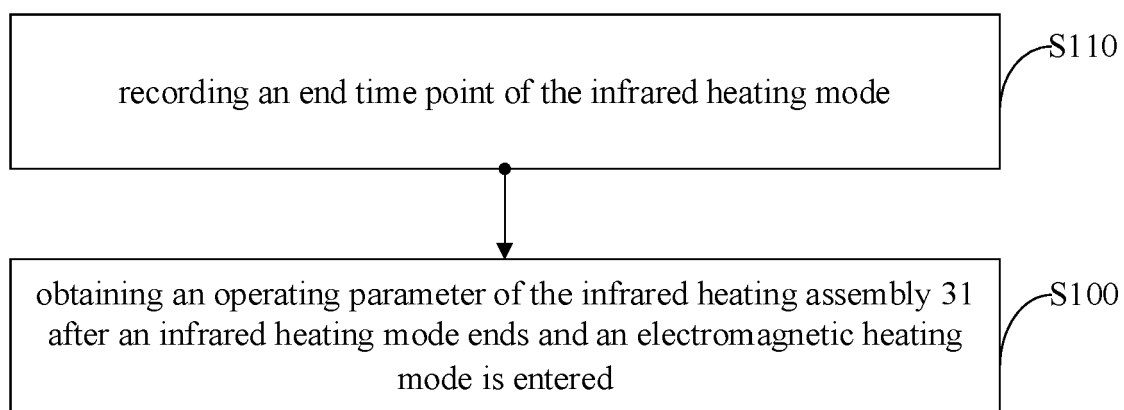 S110
recording an end time point of the infrared heating mode
S100
obtaining an operating parameter of the infrared heating assembly 31
after an infrared heating mode ends and an electromagnetic heating
mode is entered